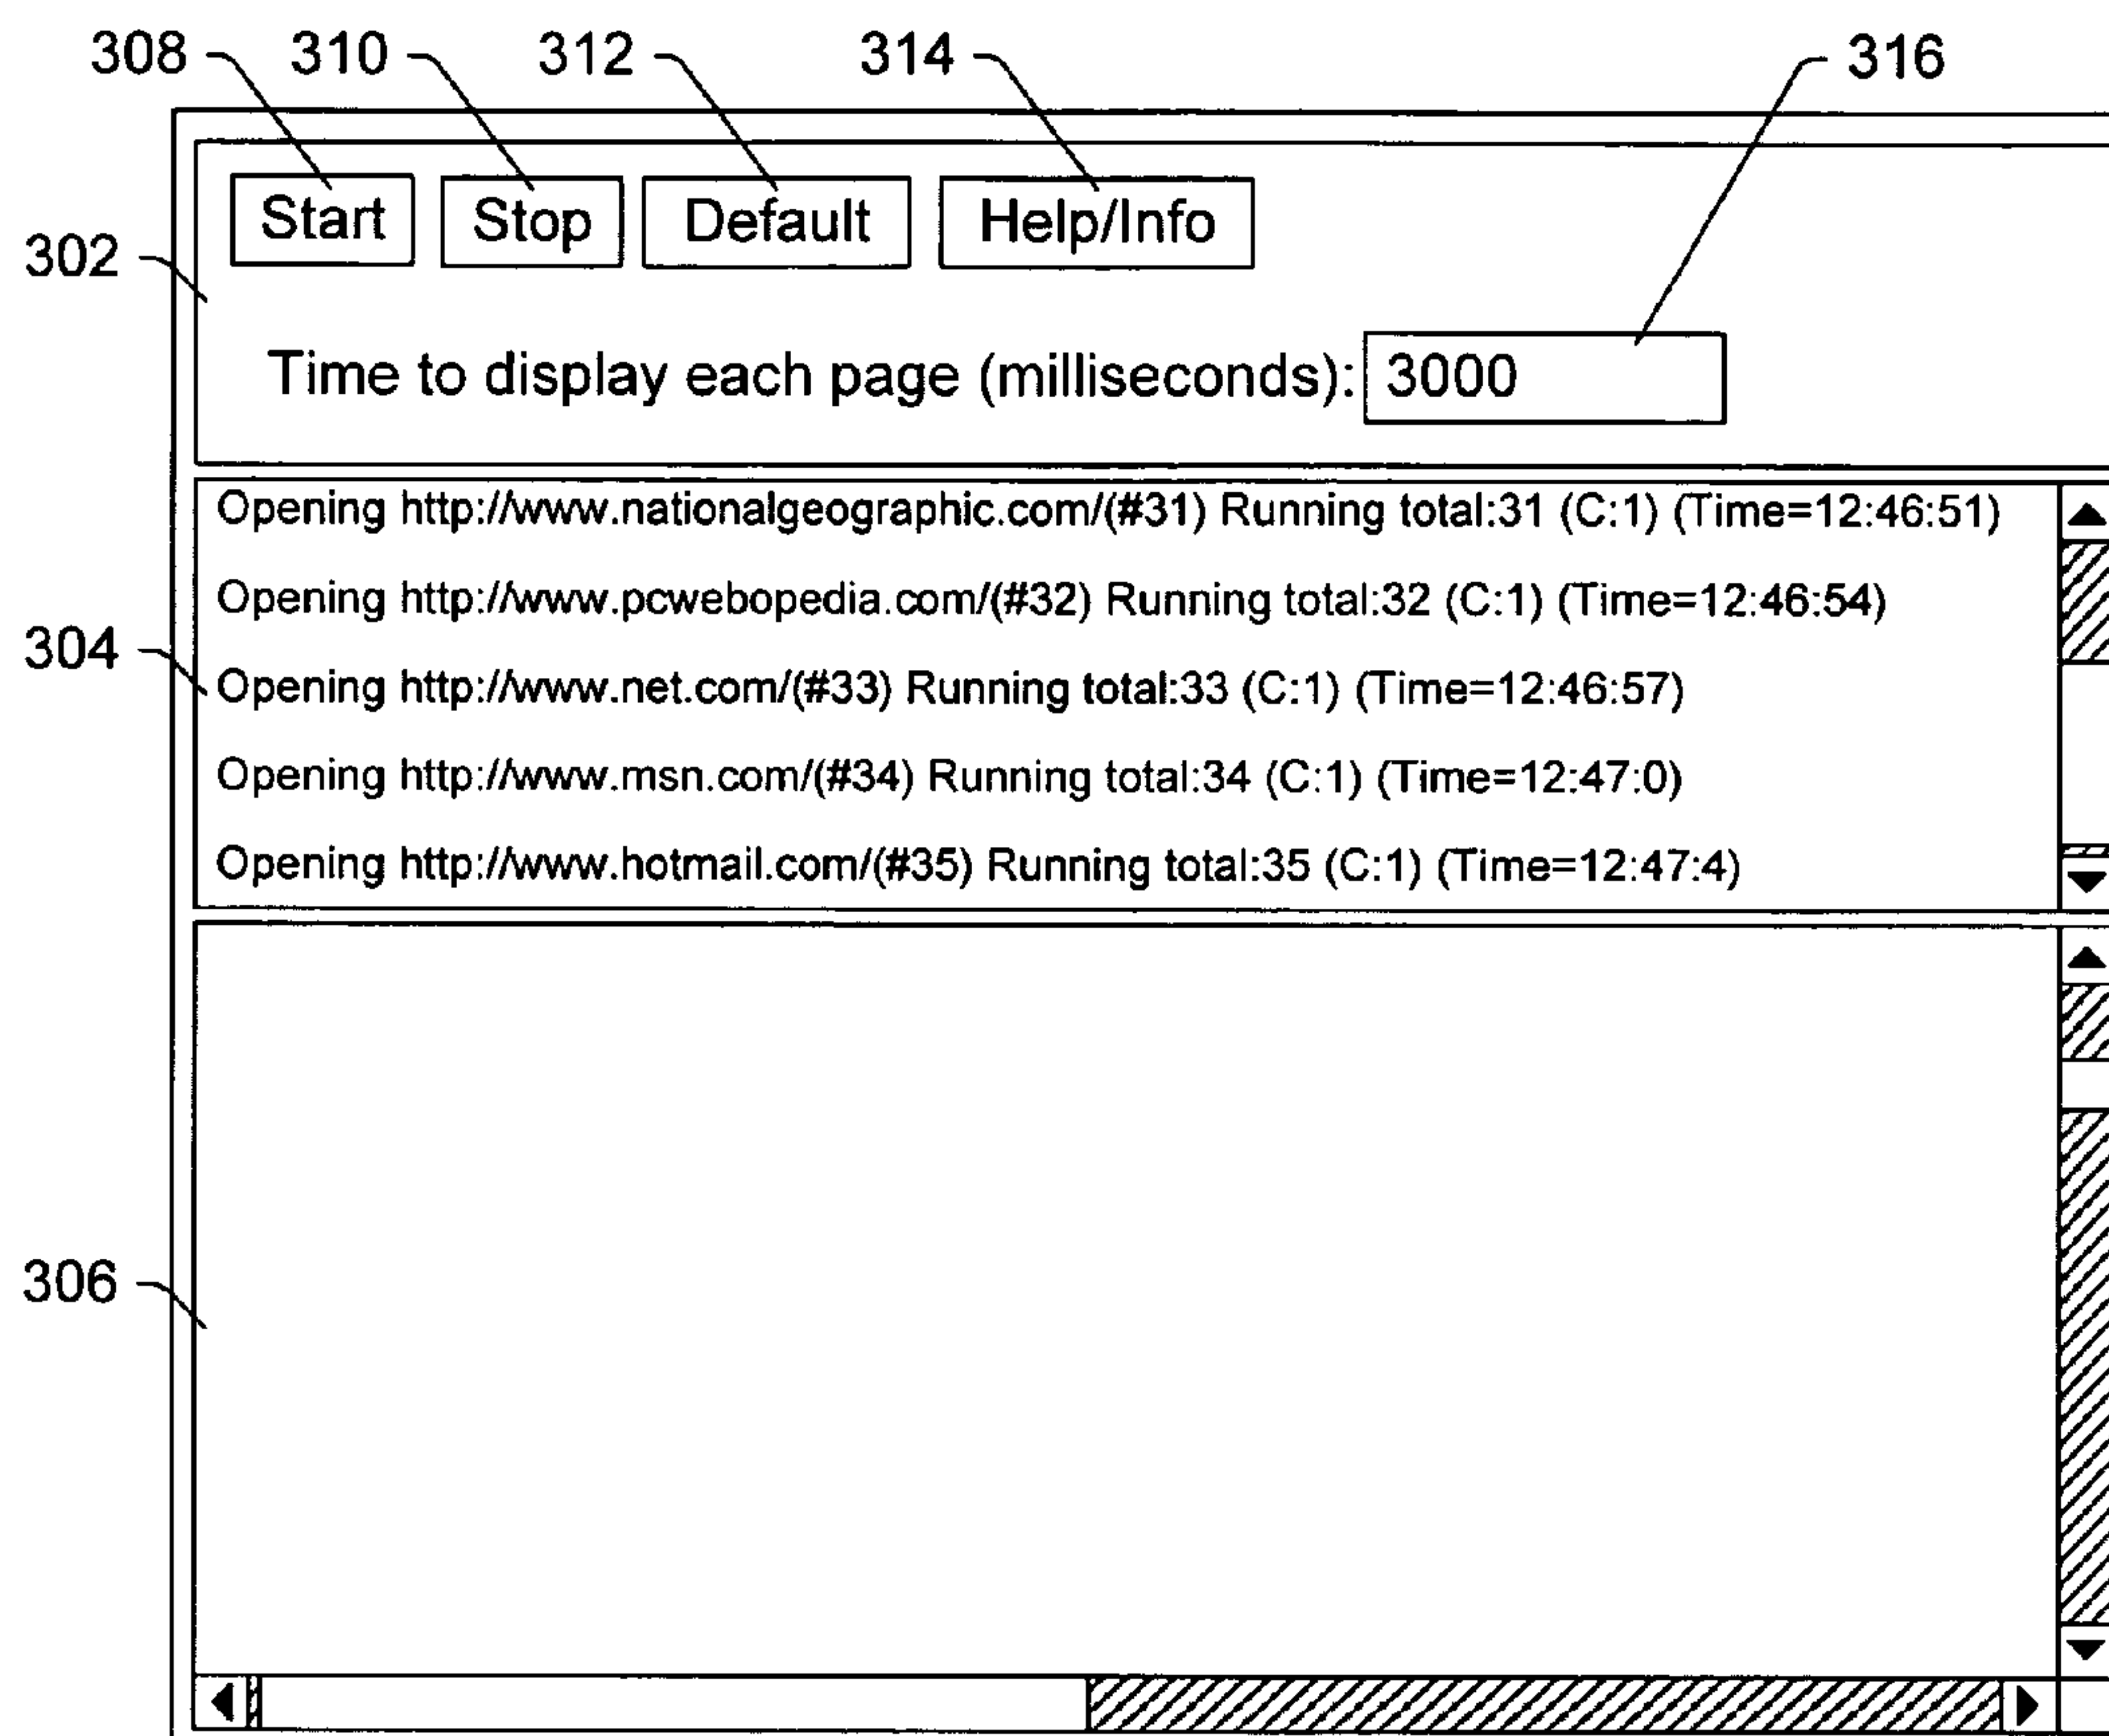 308 310 312 314 316
Start Stop Default Help/Info
302
Time to display each page (milliseconds): 3000
Opening http://www.nationalgeographic.com/(#31) Running total:31 (C:1) (Time=12:46:51)
Opening http://www.pcwebopedia.com/(#32) Running total:32 (C:1) (Time=12:46:54)
304
Opening http://www.net.com/(#33) Running total:33 (C:1) (Time=12:46:57)
Opening http://www.msn.com/(#34) Running total:34 (C:1) (Time=12:47:0)
Opening http://www.hotmail.com/(#35) Running total:35 (C:1) (Time=12:47:4)
306